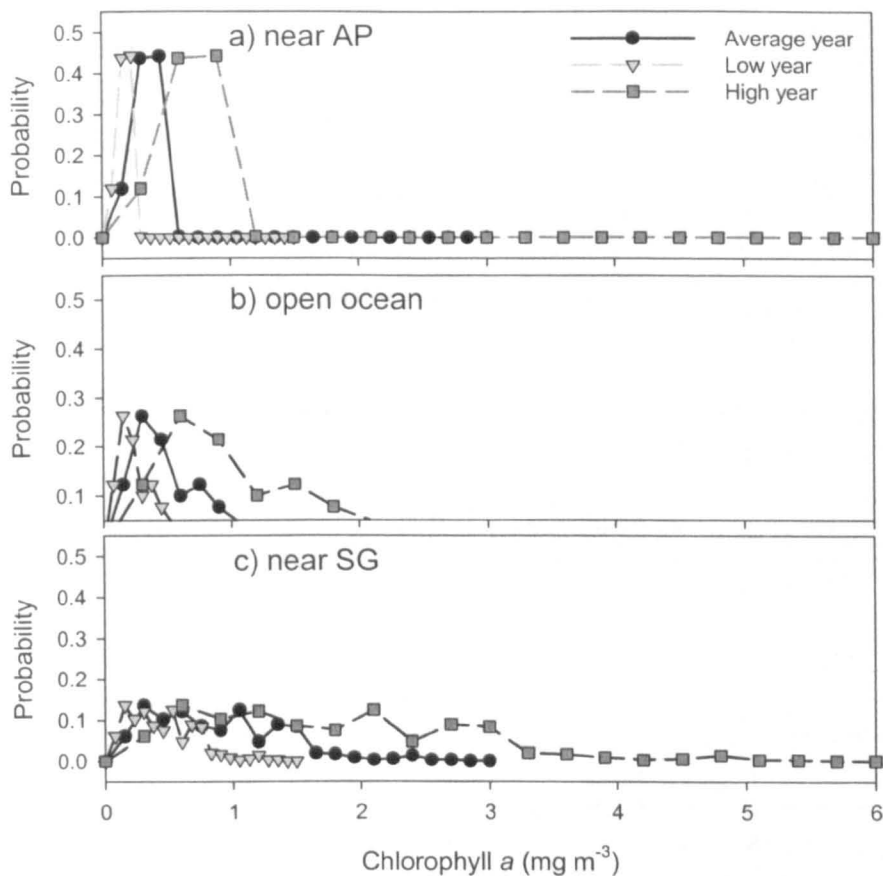 a) near AP
Average year
Low year
High year
Probability
0.5
0.4
0.3
0.2
0.1
0.0
b) open ocean
Probability
0.5
0.4
0.3
0.2
0.1
c) near SG
Probability
0.5
0.4
0.3
0.2
0.1
0.0
0 1 2 3 4 5 6
Chlorophyll a (mg m⁻³)